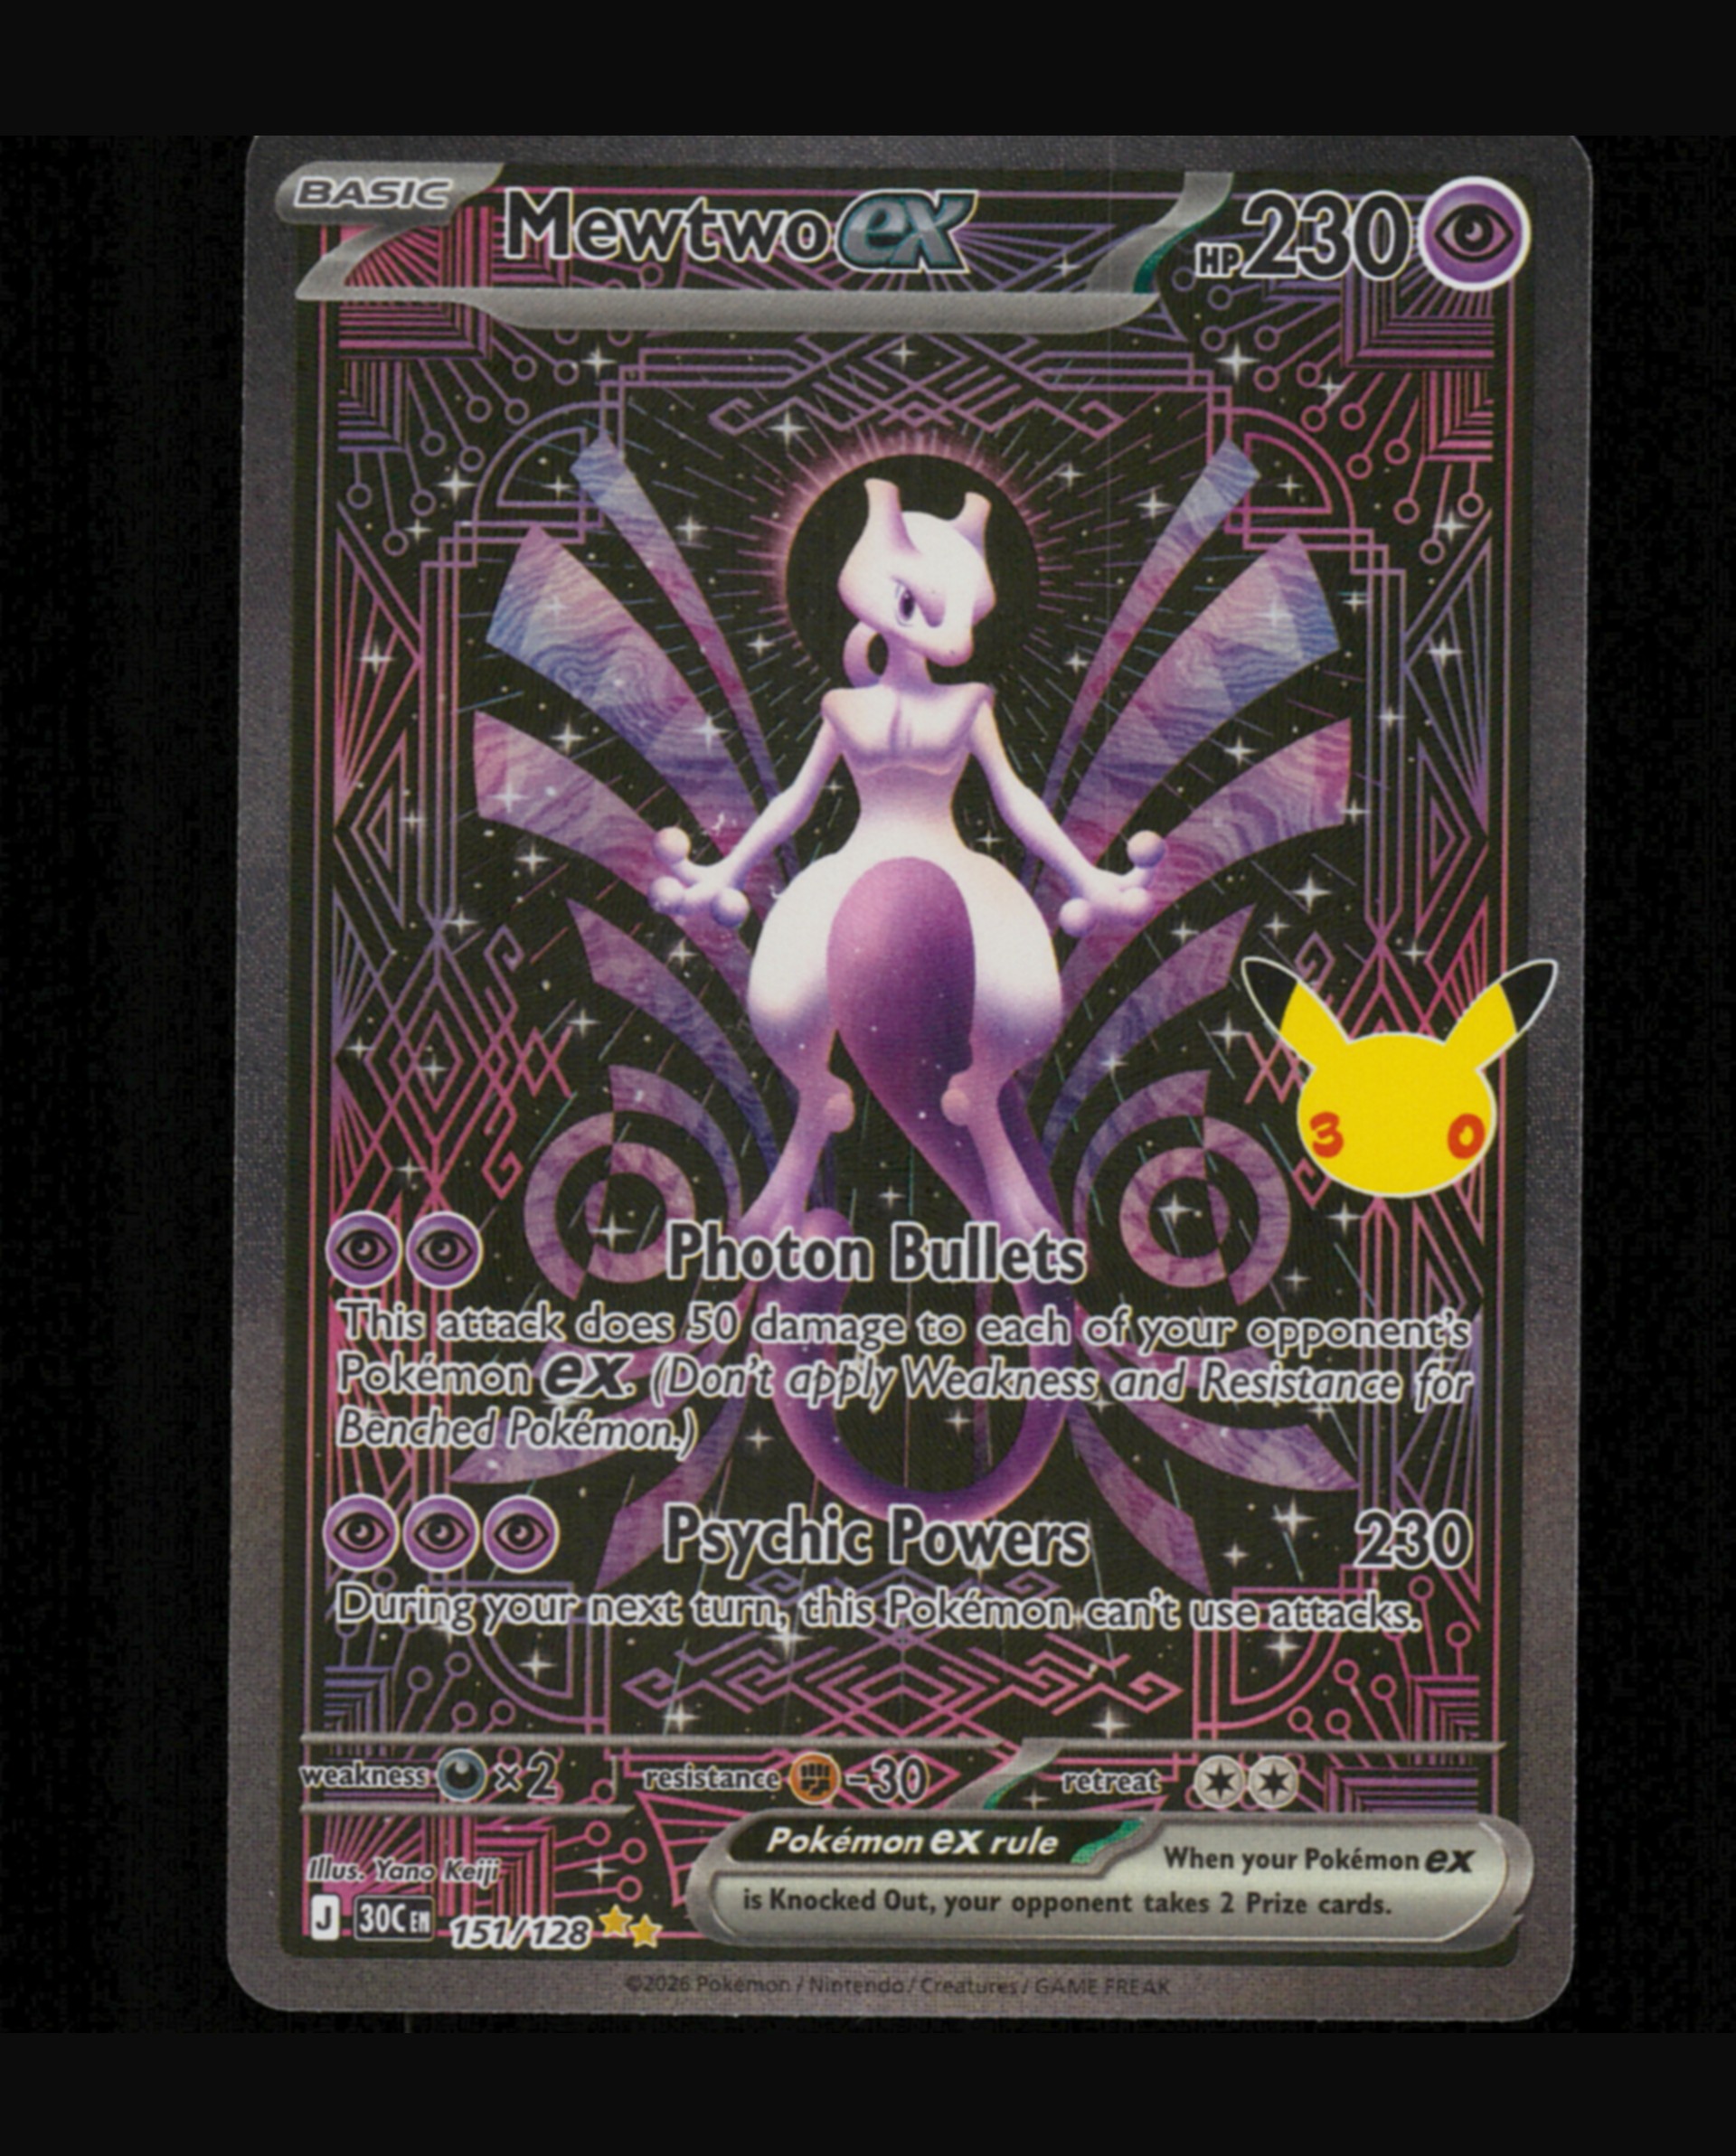 BASIC
Mewtwo ex HP 230
30
Photon Bullets
This attack does 50 damage to each of your opponent's
Pokémon ex. (Don't apply Weakness and Resistance for
Benched Pokémon.)
Psychic Powers 230
During your next turn, this Pokémon can't use attacks.
weakness ×2 resistance -30 retreat
Illus. Yano Keiji
Pokémon ex rule When your Pokémon ex
is Knocked Out, your opponent takes 2 Prize cards.
J 30C EN 151/128
©2026 Pokémon / Nintendo / Creatures / GAME FREAK